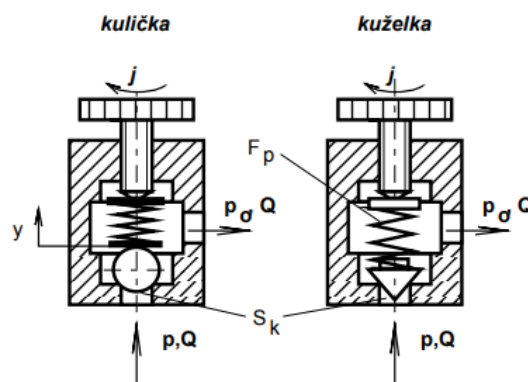 kulička
kuželka
j
j
F p
p o, Q
p o, Q
y
S k
p,Q
p,Q